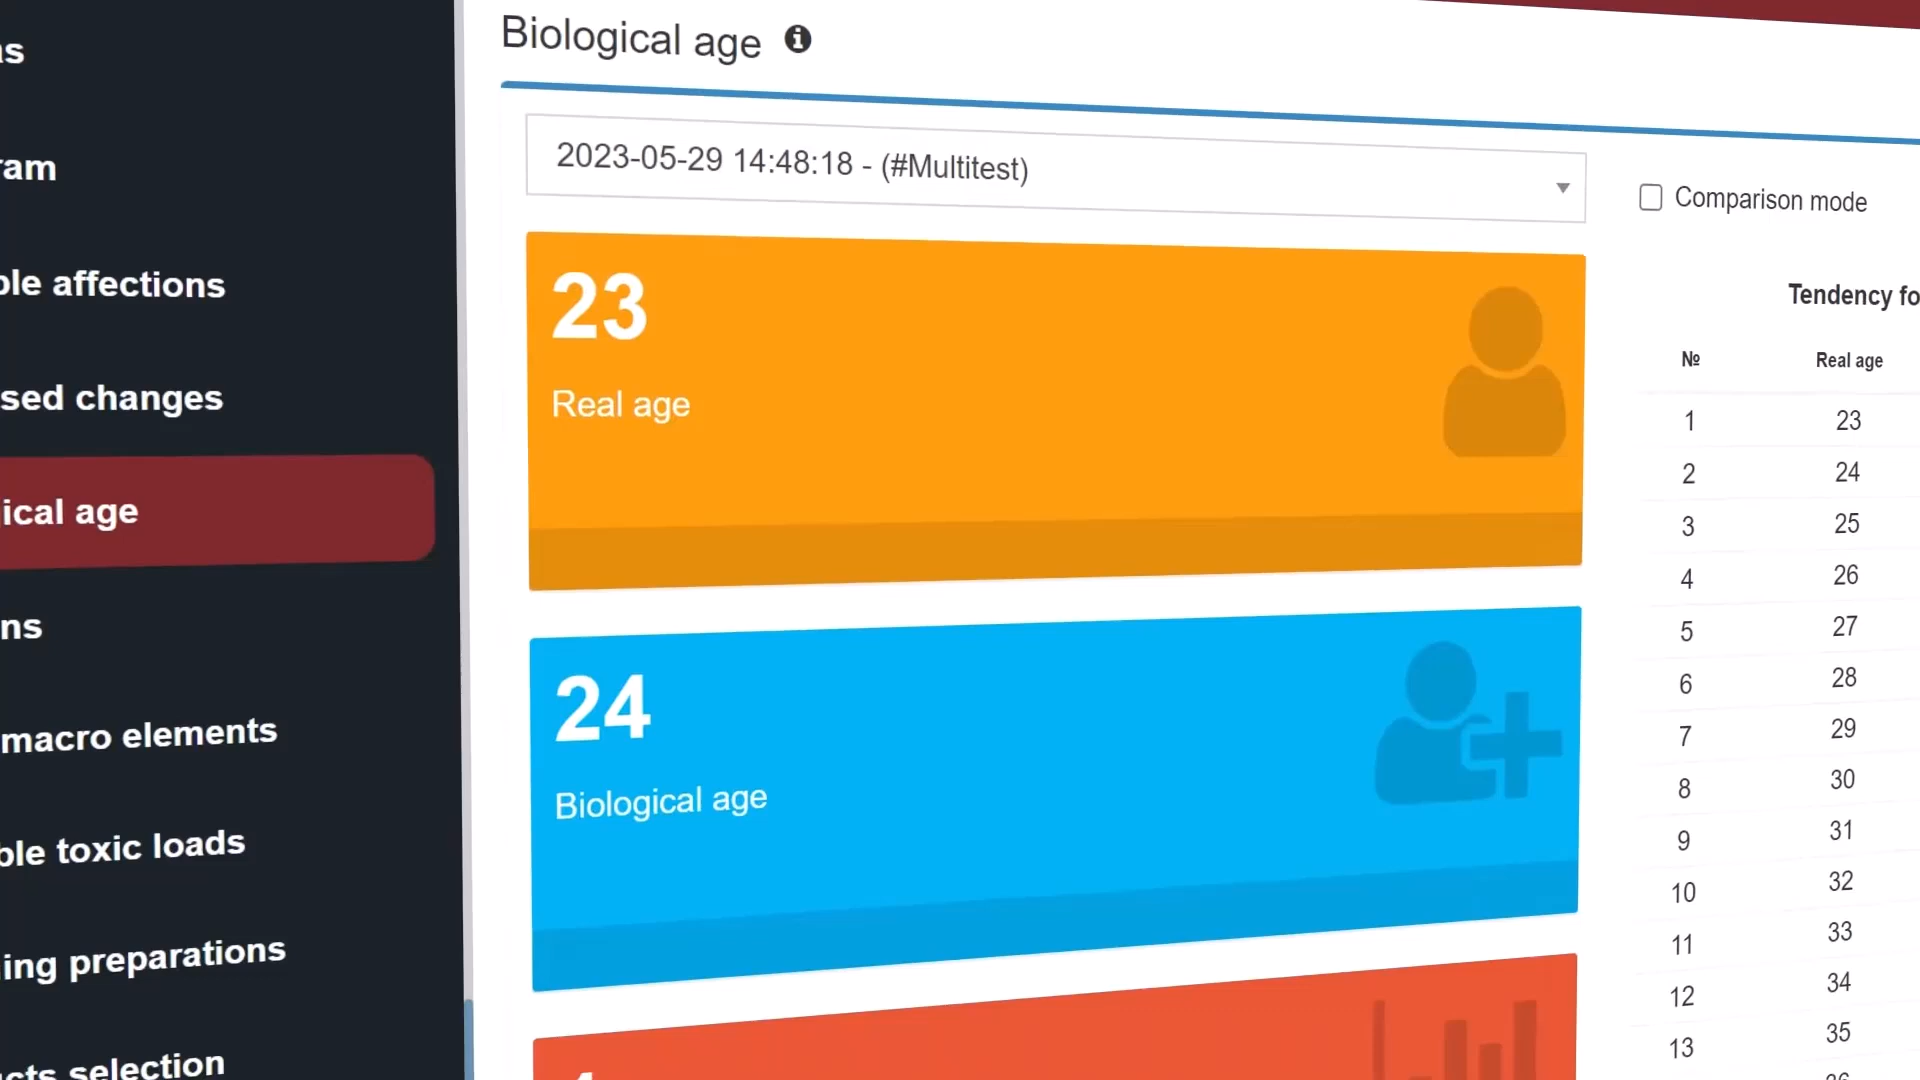 as
ram
ble affections
sed changes
ical age
ns
macro elements
ble toxic loads
ing preparations
cts selection
Biological age
2023-05-29 14:48:18 - (#Multitest)
23
Real age
24
Biological age
Comparison mode
Tendency fo
№ Real age
1 23
2 24
3 25
4 26
5 27
6 28
7 29
8 30
9 31
10 32
11 33
12 34
13 35